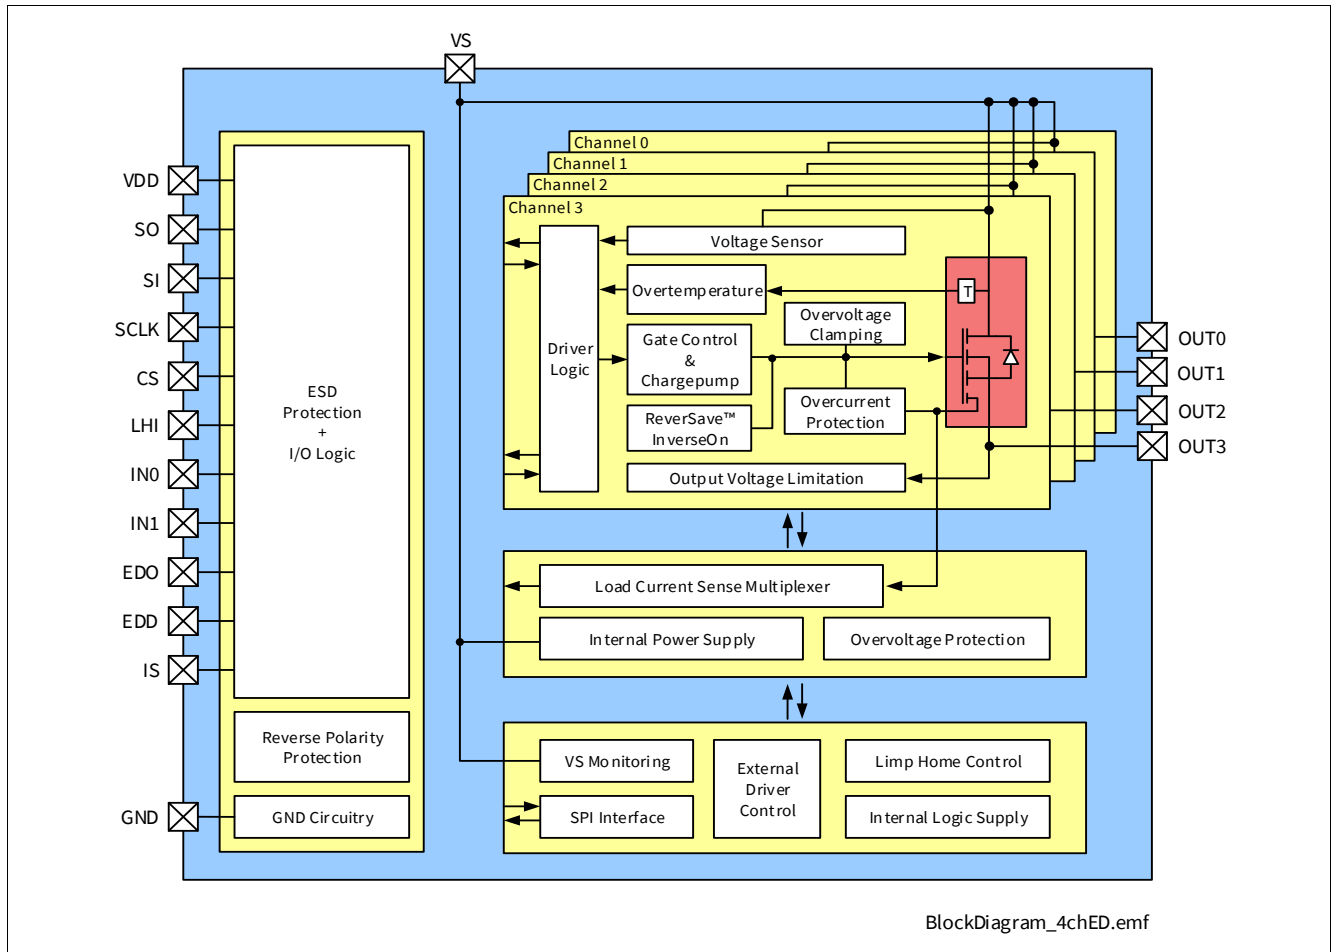 VS
VDD
SO
SI
SCLK
CS
LHI
IN0
IN1
EDO
EDD
IS
GND
ESD
Protection
+
I/O Logic
Reverse Polarity
Protection
GND Circuitry
Channel 0
Channel 1
Channel 2
Channel 3
Driver
Logic
Voltage Sensor
Overtemperature
T
Overvoltage
Clamping
Gate Control
&
Chargepump
ReverSave™
InverseOn
Overcurrent
Protection
Output Voltage Limitation
OUT0
OUT1
OUT2
OUT3
Load Current Sense Multiplexer
Internal Power Supply
Overvoltage Protection
VS Monitoring
SPI Interface
External
Driver
Control
Limp Home Control
Internal Logic Supply
BlockDiagram_4chED.emf